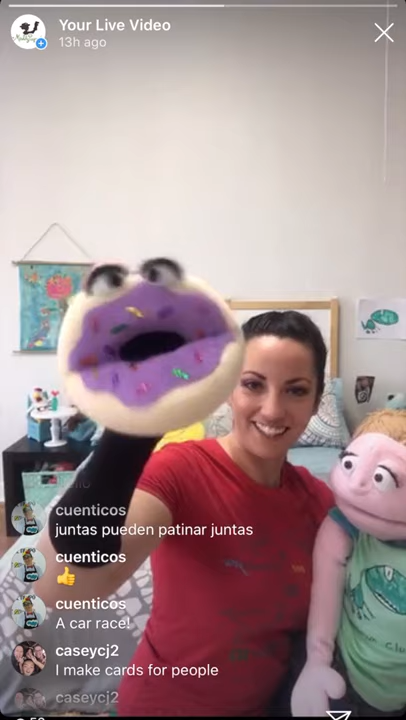 Your Live Video
13h ago
cuenticos
juntas pueden patinar juntas
cuenticos
👍
cuenticos
A car race!
caseycj2
I make cards for people
caseycj2